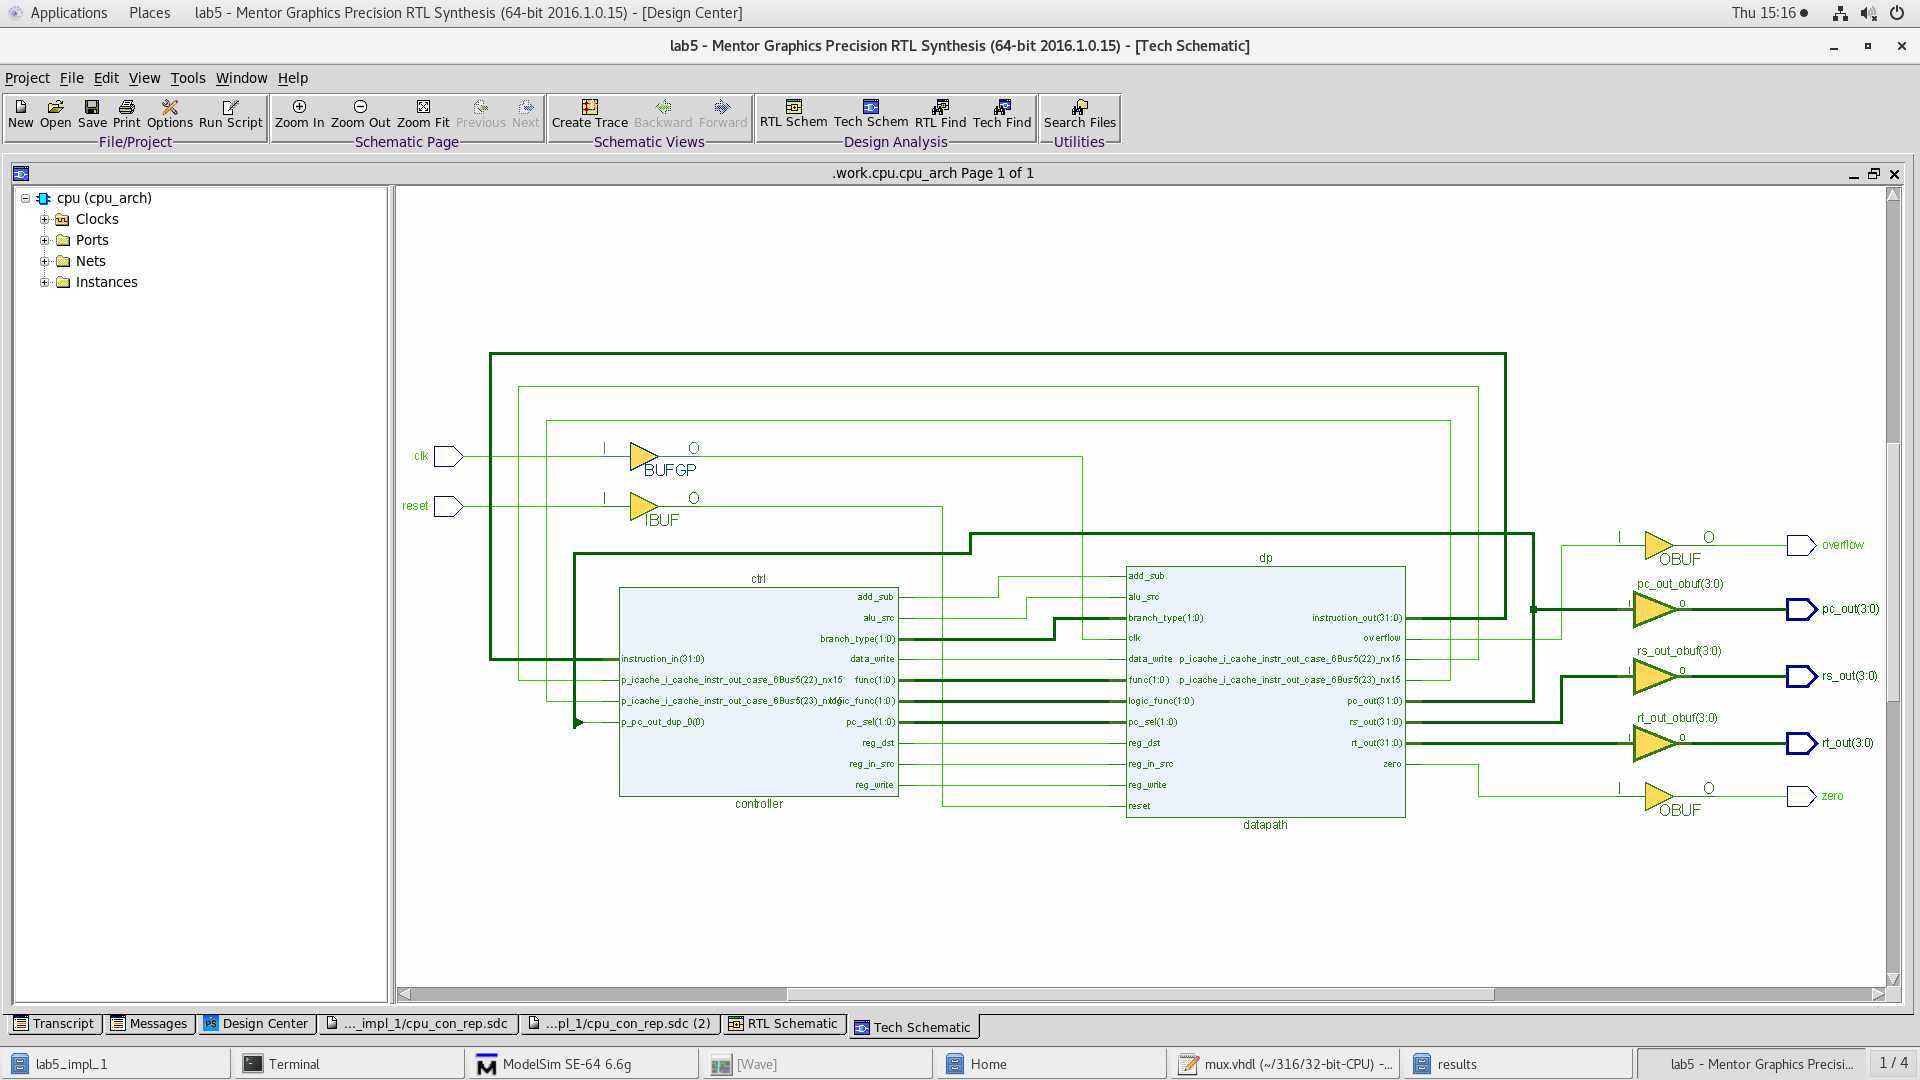 Applications Places lab5 - Mentor Graphics Precision RTL Synthesis (64-bit 2016.1.0.15) - [Design Center] Thu 15:16
lab5 - Mentor Graphics Precision RTL Synthesis (64-bit 2016.1.0.15) - [Tech Schematic]
Project File Edit View Tools Window Help
New Open Save Print Options Run Script Zoom In Zoom Out Zoom Fit Previous Next Create Trace Backward Forward RTL Schem Tech Schem RTL Find Tech Find Search Files
File/Project Schematic Page Schematic Views Design Analysis Utilities
.work.cpu.cpu_arch Page 1 of 1
cpu (cpu_arch)
Clocks
Ports
Nets
Instances
clk I O
BUFGP
reset I O
IBUF
ctrl
add_sub
alu_src
branch_type(1:0)
instruction_in(31:0) data_write
p_icache_i_cache_instr_out_case_6Bus5(22)_nx15 func(1:0)
p_icache_i_cache_instr_out_case_6Bus5(23)_nx15 logic_func(1:0)
p_pc_out_dup_0(0) pc_sel(1:0)
reg_dst
reg_in_src
reg_write
controller
dp
add_sub
alu_src
branch_type(1:0) instruction_out(31:0)
clk overflow
data_write p_icache_i_cache_instr_out_case_6Bus5(22)_nx15
func(1:0) p_icache_i_cache_instr_out_case_6Bus5(23)_nx15
logic_func(1:0) pc_out(31:0)
pc_sel(1:0) rs_out(31:0)
reg_dst rt_out(31:0)
reg_in_src zero
reg_write
reset
datapath
I O overflow
OBUF
pc_out_obuf(3:0)
I O pc_out(3:0)
rs_out_obuf(3:0)
I O rs_out(3:0)
rt_out_obuf(3:0)
I O rt_out(3:0)
I O zero
OBUF
Transcript Messages Design Center ..._impl_1/cpu_con_rep.sdc ...pl_1/cpu_con_rep.sdc (2) RTL Schematic Tech Schematic
lab5_impl_1 Terminal ModelSim SE-64 6.6g [Wave] Home mux.vhdl (~/316/32-bit-CPU) -... results lab5 - Mentor Graphics Precisi... 1 / 4